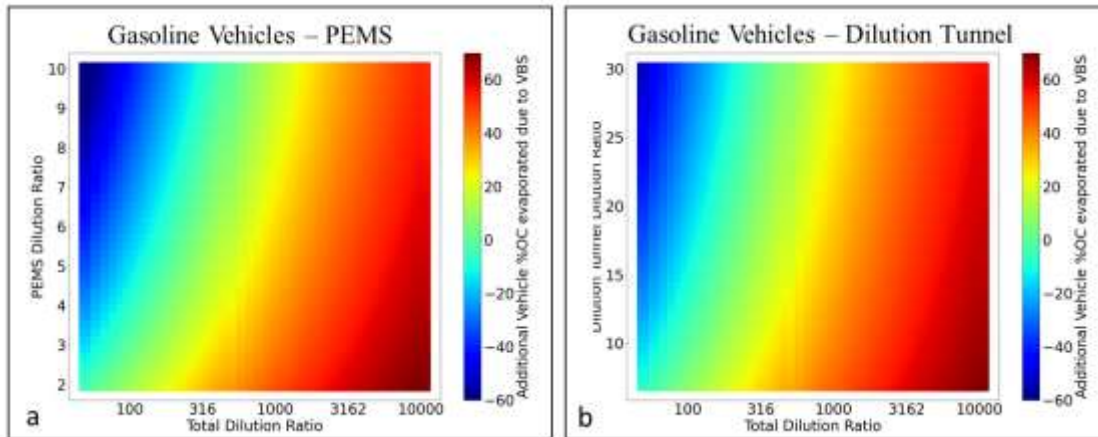 Gasoline Vehicles – PEMS
10
9
8
7
6
5
4
3
2
PEMS Dilution Ratio
100 316 1000 3162 10000
Total Dilution Ratio
60
40
20
0
−20
−40
−60
Additional Vehicle %OC evaporated due to VBS
a
Gasoline Vehicles – Dilution Tunnel
30
25
20
15
10
Dilution Tunnel Dilution Ratio
100 316 1000 3162 10000
Total Dilution Ratio
60
40
20
0
−20
−40
−60
Additional Vehicle %OC evaporated due to VBS
b